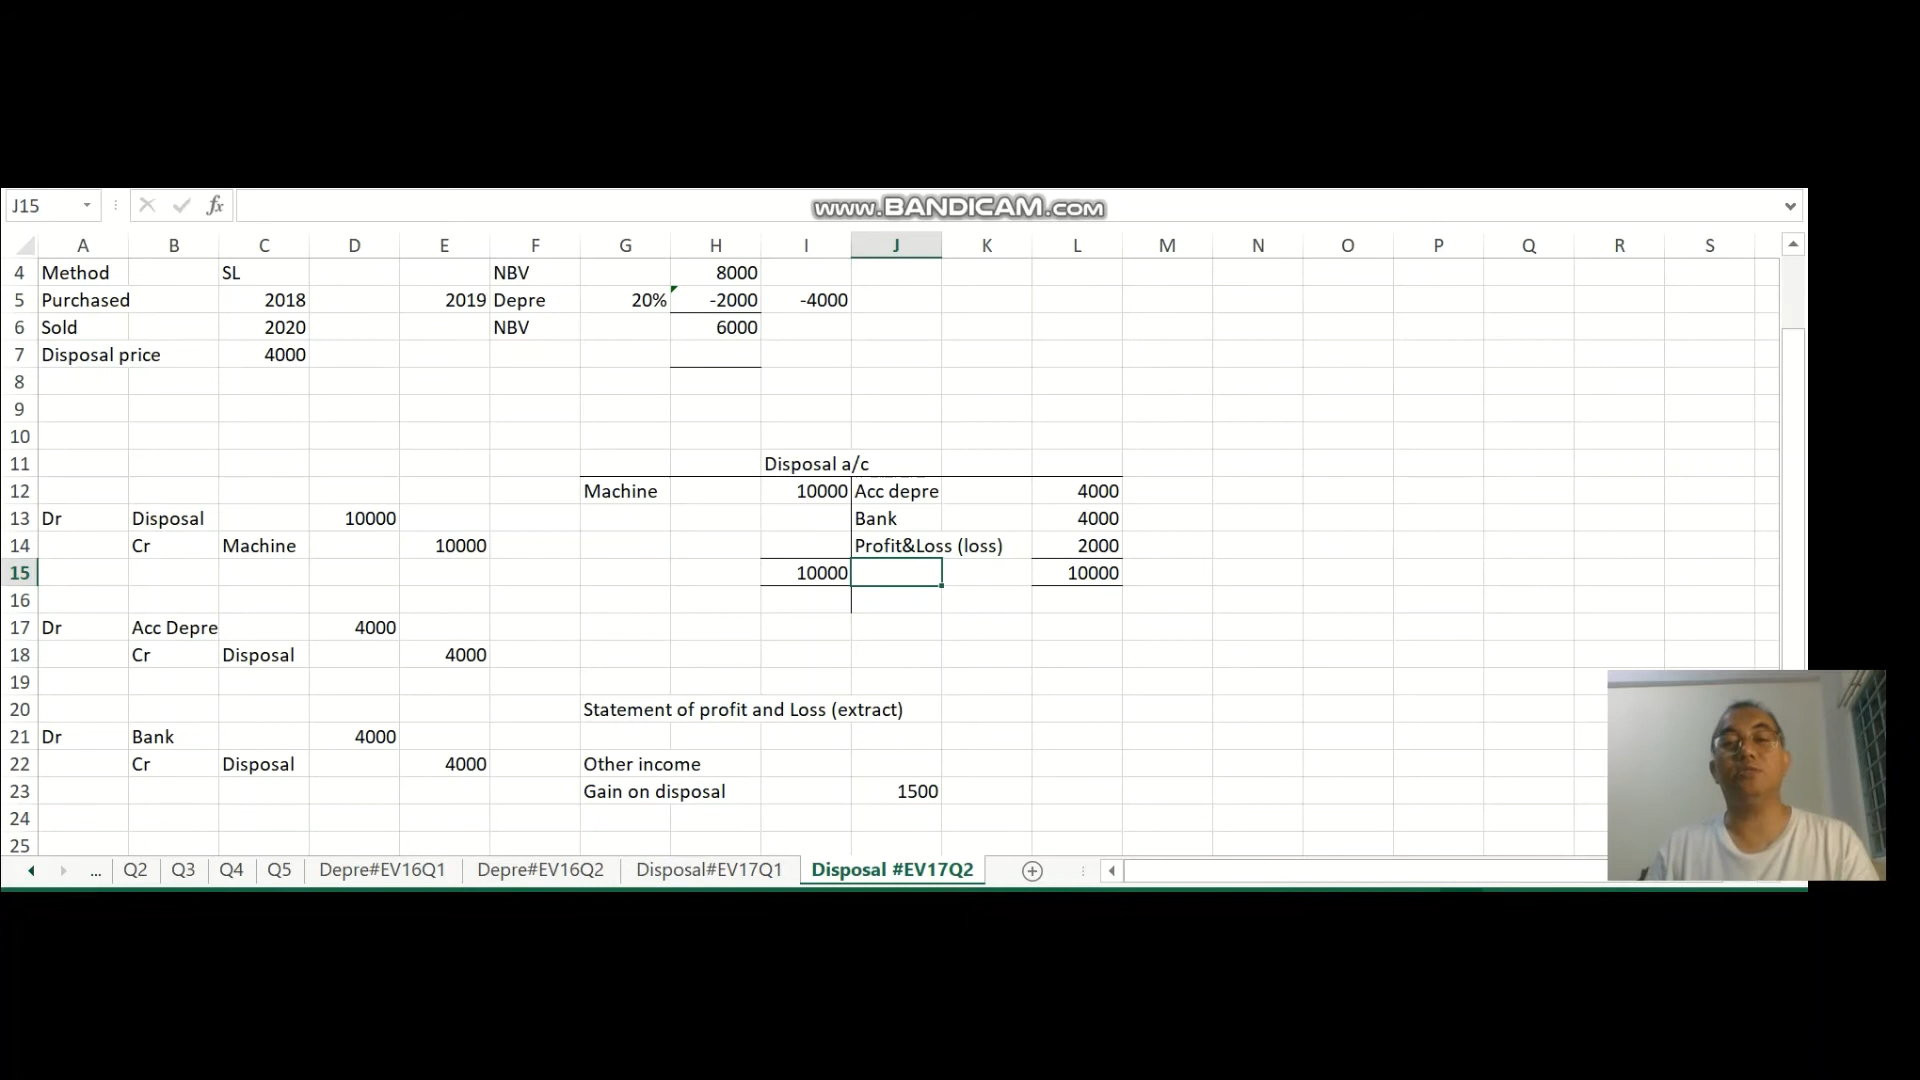 J15 fx www.BANDICAM.com
A B C D E F G H I J K L M N O P Q R S
4 Method SL NBV 8000
5 Purchased 2018 2019 Depre 20% -2000 -4000
6 Sold 2020 NBV 6000
7 Disposal price 4000
8
9
10
11 Disposal a/c
12 Machine 10000 Acc depre 4000
13 Dr Disposal 10000 Bank 4000
14 Cr Machine 10000 Profit&Loss (loss) 2000
15 10000 10000
16
17 Dr Acc Depre 4000
18 Cr Disposal 4000
19
20 Statement of profit and Loss (extract)
21 Dr Bank 4000
22 Cr Disposal 4000 Other income
23 Gain on disposal 1500
24
25
... Q2 Q3 Q4 Q5 Depre#EV16Q1 Depre#EV16Q2 Disposal#EV17Q1 Disposal #EV17Q2